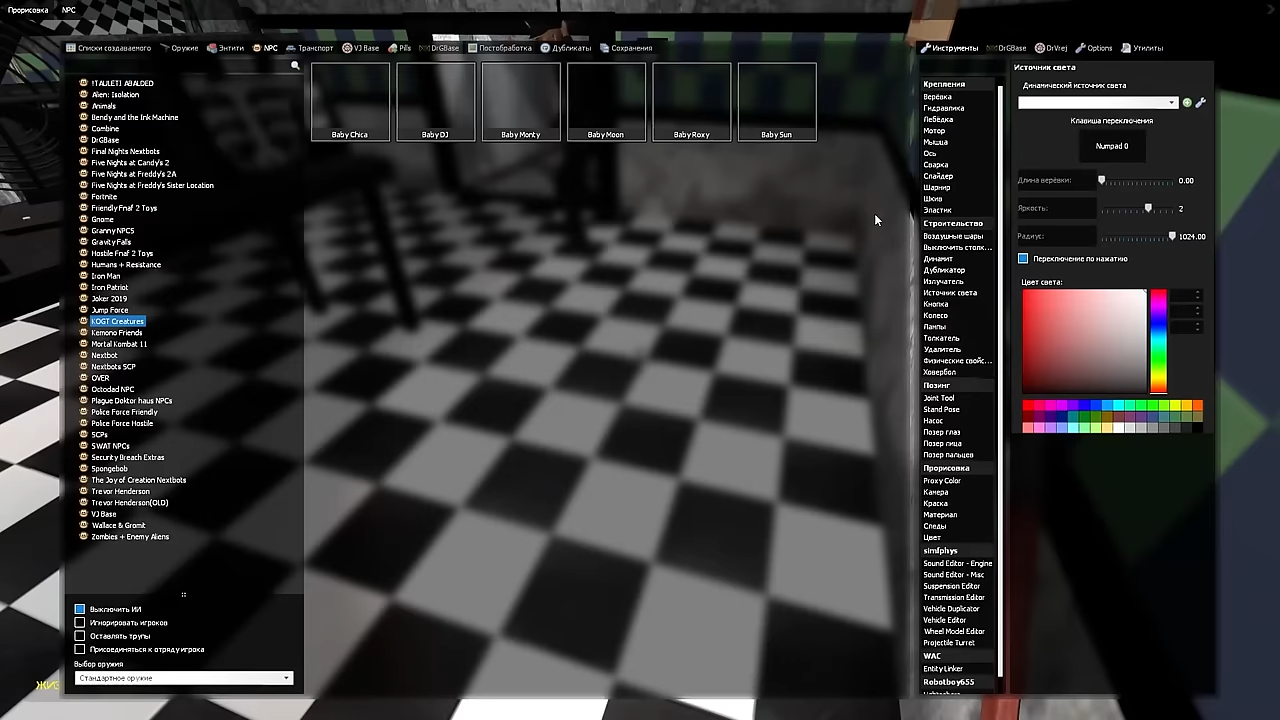 Прорисовка NPC
Списки создаваемого Оружие Энтити NPC Транспорт VJ Base Pills DrGBase Постобработка Дубликаты Сохранения
!TAULET! ABALDED
Alien: Isolation
Animals
Bendy and the Ink Machine
Combine
DrGBase
Final Nights Nextbots
Five Nights at Candy's 2
Five Nights at Freddy's 2A
Five Nights at Freddy's Sister Location
Fortnite
Friendly Fnaf 2 Toys
Gnome
Granny NPCS
Gravity Falls
Hostile Fnaf 2 Toys
Humans + Resistance
Iron Man
Iron Patriot
Joker 2019
Jump Force
KOGT Creatures
Kemono Friends
Mortal Kombat 11
Nextbot
Nextbots SCP
OVER
Octodad NPC
Plague Doktor haus NPCs
Police Force Friendly
Police Force Hostile
SCPs
SWAT NPCs
Security Breach Extras
Spongebob
The Joy of Creation Nextbots
Trevor Henderson
Trevor Henderson(OLD)
VJ Base
Wallace & Gromit
Zombies + Enemy Aliens
Выключить ИИ
Игнорировать игроков
Оставлять трупы
Присоединяться к отряду игрока
Выбор оружия
Стандартное оружие
Baby Chica Baby DJ Baby Monty Baby Moon Baby Roxy Baby Sun
Инструменты DrGBase DrVrej Options Утилиты
Крепления
Верёвка
Гидравлика
Лебёдка
Мотор
Мышца
Ось
Сварка
Слайдер
Шарнир
Шкив
Эластик
Строительство
Воздушные шары
Выключить столк...
Динамит
Дубликатор
Излучатель
Источник света
Кнопка
Колесо
Лампы
Толкатель
Удалитель
Физические свойс...
Ховербол
Позинг
Joint Tool
Stand Pose
Насос
Позер глаз
Позер лица
Позер пальцев
Прорисовка
Proxy Color
Камера
Краска
Материал
Следы
Цвет
simfphys
Sound Editor - Engine
Sound Editor - Misc
Suspension Editor
Transmission Editor
Vehicle Duplicator
Vehicle Editor
Wheel Model Editor
Projectile Turret
WAC
Entity Linker
Robotboy655
Источник света
Динамический источник света
Клавиша переключения
Numpad 0
Длина верёвки: 0.00
Яркость: 2
Радиус: 1024.00
Переключение по нажатию
Цвет света: